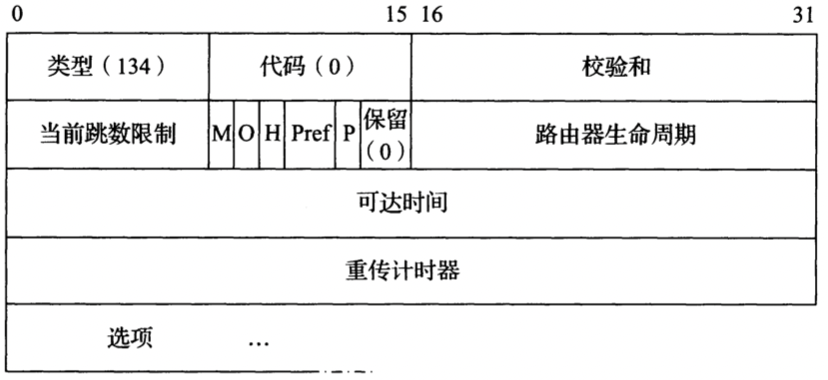 0 15 16 31
类型（134） 代码（0） 校验和
当前跳数限制 M O H Pref P 保留（0） 路由器生命周期
可达时间
重传计时器
选项 …